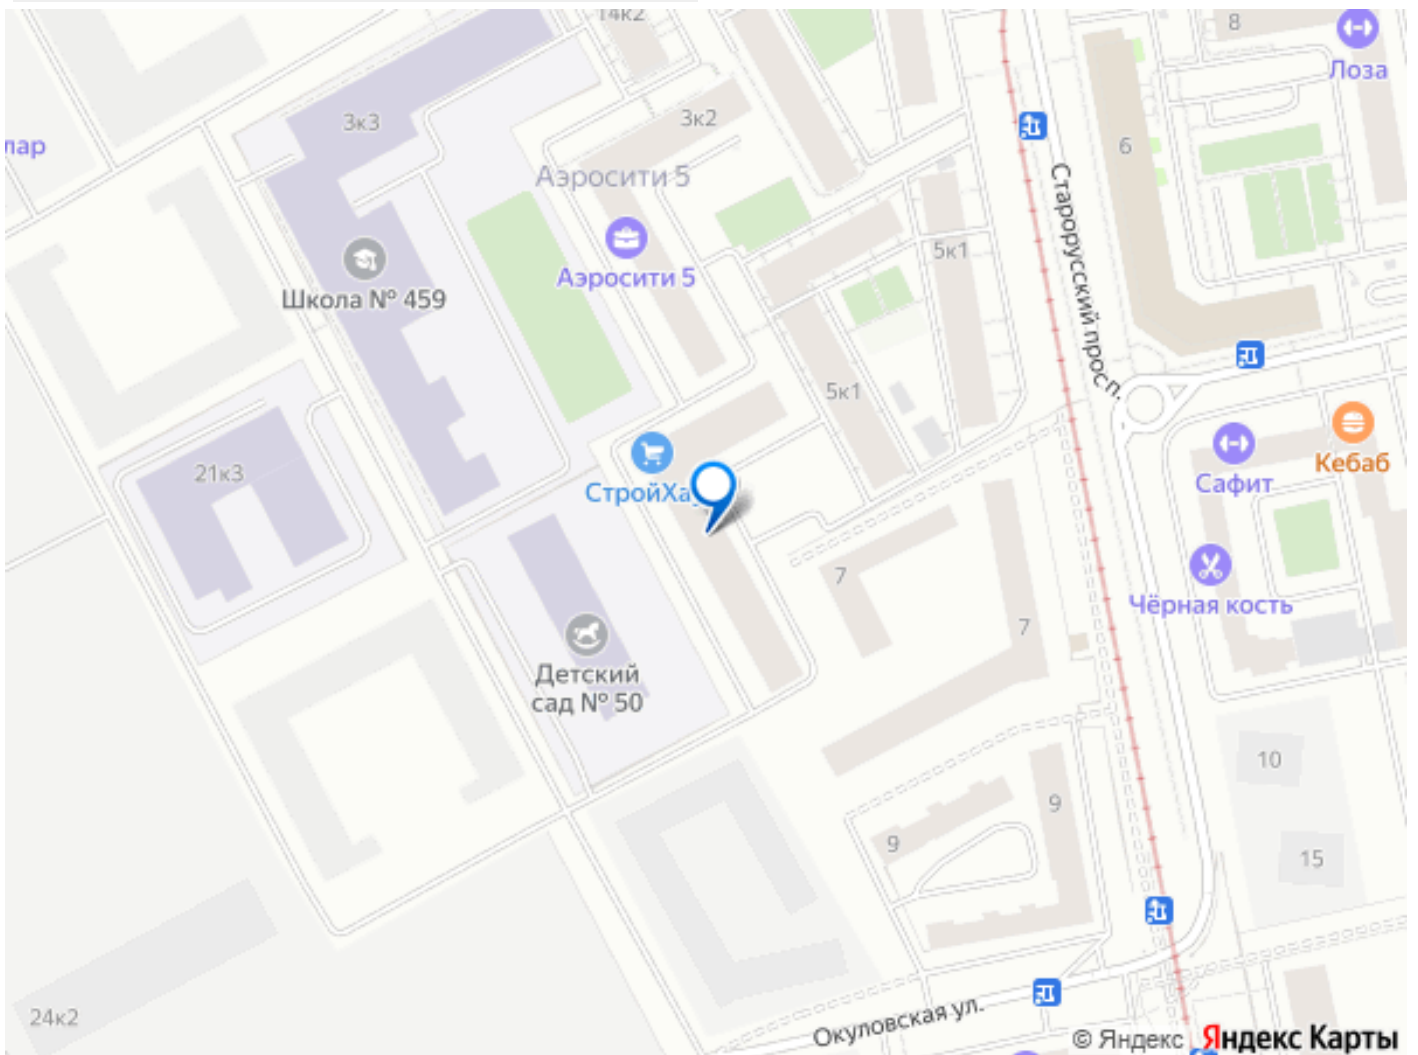 14к2
8
Лоза
3к3
3к2
лар
6
Аэросити 5
Старорусский просп.
5к1
Аэросити 5
Школа № 459
5к1
21к3
Кебаб
Сафит
СтройХа
7
Чёрная кость
7
Детский
сад № 50
10
9
9
15
24к2
Окуловская ул.
© Яндекс Яндекс Карты